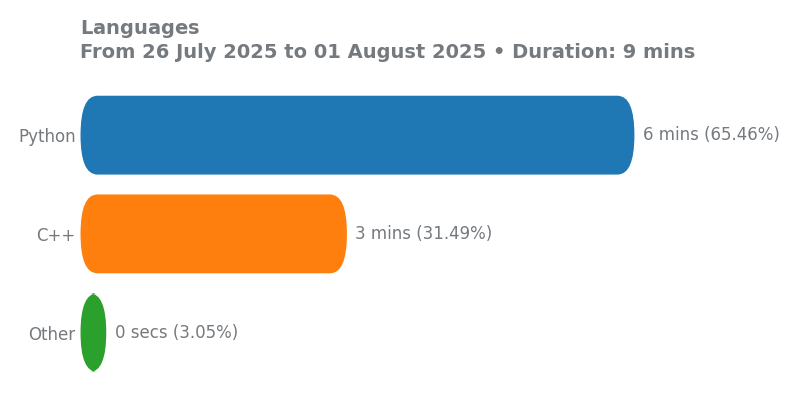 Languages
From 26 July 2025 to 01 August 2025 • Duration: 9 mins
Python 6 mins (65.46%)
C++ 3 mins (31.49%)
Other 0 secs (3.05%)